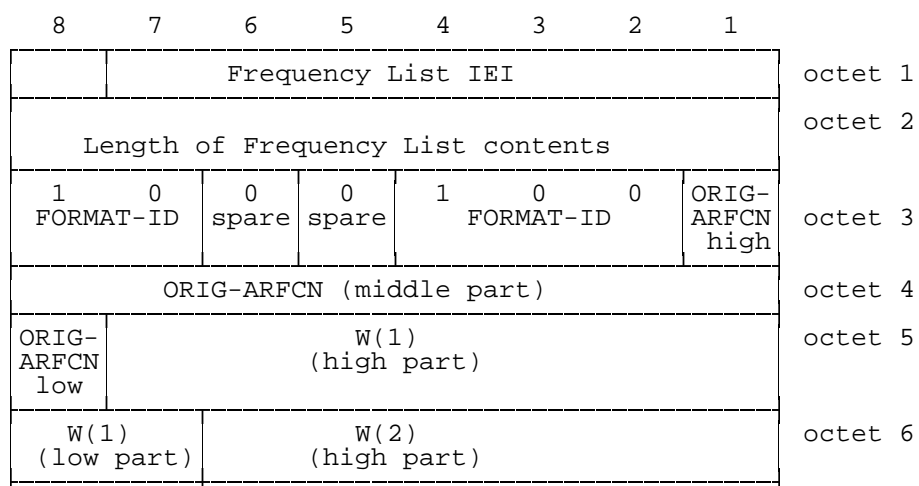 8 7 6 5 4 3 2 1
Frequency List IEI octet 1
octet 2
Length of Frequency List contents
1 0 0 0 1 0 0 ORIG-
FORMAT-ID spare spare FORMAT-ID ARFCN octet 3
high
ORIG-ARFCN (middle part) octet 4
ORIG- W(1) octet 5
ARFCN (high part)
low
W(1) W(2) octet 6
(low part) (high part)